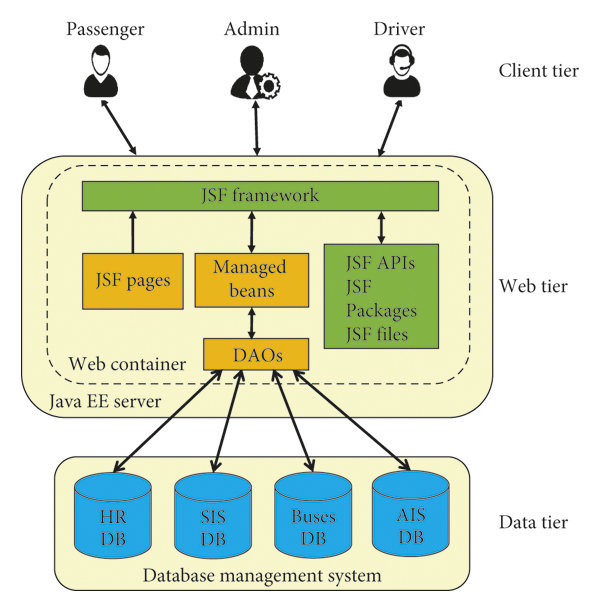 Passenger
Admin
Driver
Client tier
JSF framework
JSF pages
Managed
beans
JSF APIs
JSF
Packages
JSF files
Web tier
DAOs
Web container
Java EE server
HR
DB
SIS
DB
Buses
DB
AIS
DB
Data tier
Database management system